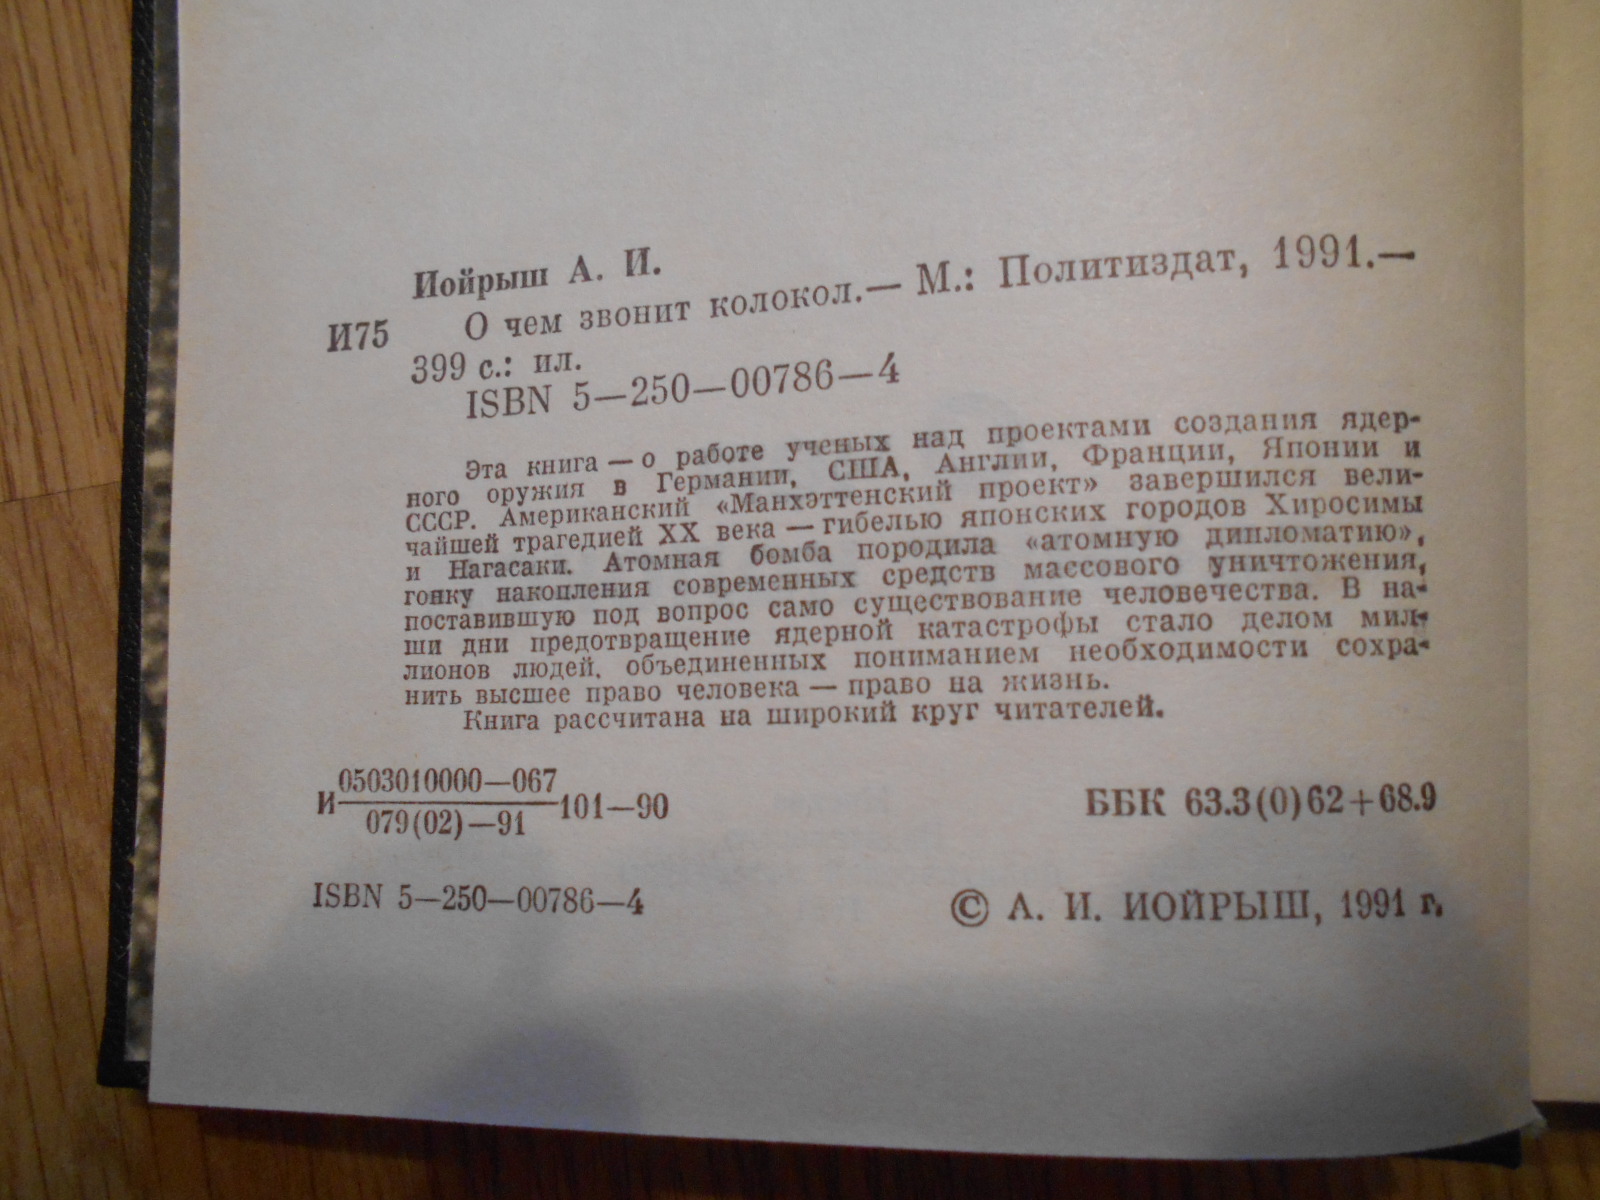 Иойрыш А. И.
И75 О чем звонит колокол.— М.: Политиздат, 1991.—
399 с.: ил.
ISBN 5—250—00786—4
Эта книга — о работе ученых над проектами создания ядер-
ного оружия в Германии, США, Англии, Франции, Японии и
СССР. Американский «Манхэттенский проект» завершился вели-
чайшей трагедией XX века — гибелью японских городов Хиросимы
и Нагасаки. Атомная бомба породила «атомную дипломатию»,
гонку накопления современных средств массового уничтожения,
поставившую под вопрос само существование человечества. В на-
ши дни предотвращение ядерной катастрофы стало делом мил-
лионов людей, объединенных пониманием необходимости сохра-
нить высшее право человека — право на жизнь.
Книга рассчитана на широкий круг читателей.
И 0503010000—067
079(02)—91 101—90
ББК 63.3(0)62+68.9
ISBN 5—250—00786—4
© А. И. ИОЙРЫШ, 1991 г.